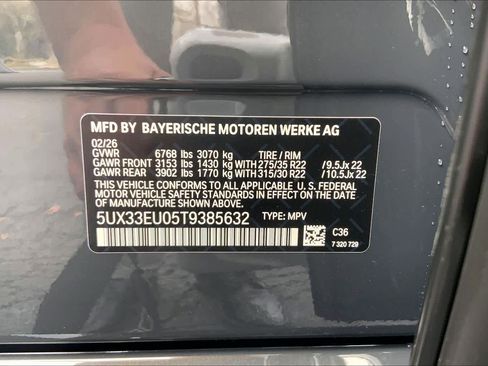 MFD BY BAYERISCHE MOTOREN WERKE AG
02/26
GVWR 6768 lbs 3070 kg TIRE / RIM
GAWR FRONT 3153 lbs 1430 kg WITH 275/35 R22 /9.5Jx 22
GAWR REAR 3902 lbs 1770 kg WITH 315/30 R22 /10.5Jx 22
THIS VEHICLE CONFORMS TO ALL APPLICABLE U.S. FEDERAL
MOTOR VEHICLE SAFETY STANDARDS IN EFFECT ON THE DATE
OF MANUFACTURE SHOWN ABOVE.
5UX33EU05T9385632 TYPE: MPV
C36
7 320 729